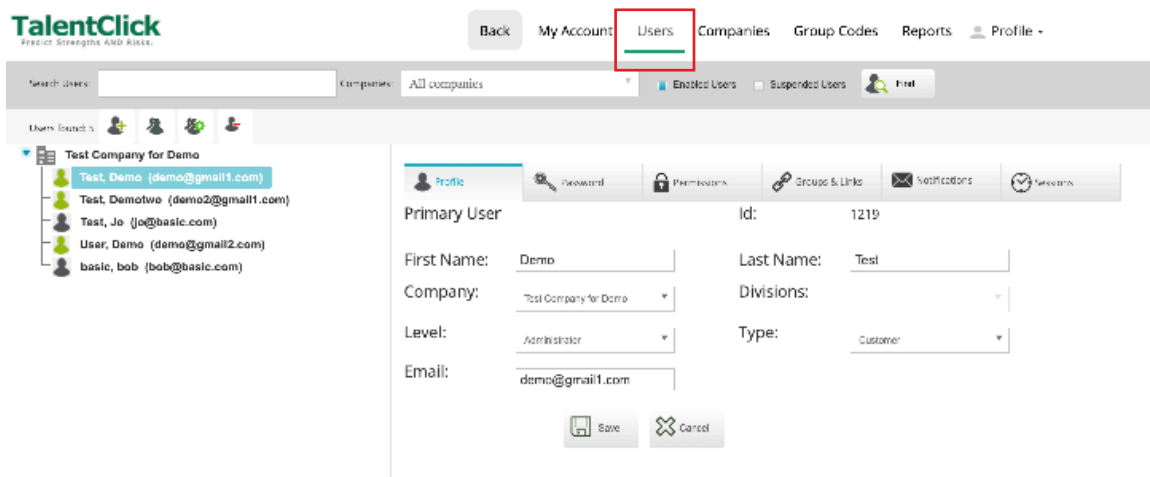 TalentClick
Predict Strengths AND Risks.
Back My Account Users Companies Group Codes Reports Profile
Search Users: Companies: All companies Enabled Users Suspended Users Find
Users found: 5
Test Company for Demo
Test, Demo (demo@gmail1.com)
Test, Demotwo (demo2@gmail1.com)
Test, Jo (jo@basic.com)
User, Demo (demo@gmail2.com)
basic, bob (bob@basic.com)
Profile Password Permissions Groups & Links Notifications Sessions
Primary User Id: 1219
First Name: Demo Last Name: Test
Company: Test Company for Demo Divisions:
Level: Administrator Type: Customer
Email: demo@gmail1.com
Save Cancel